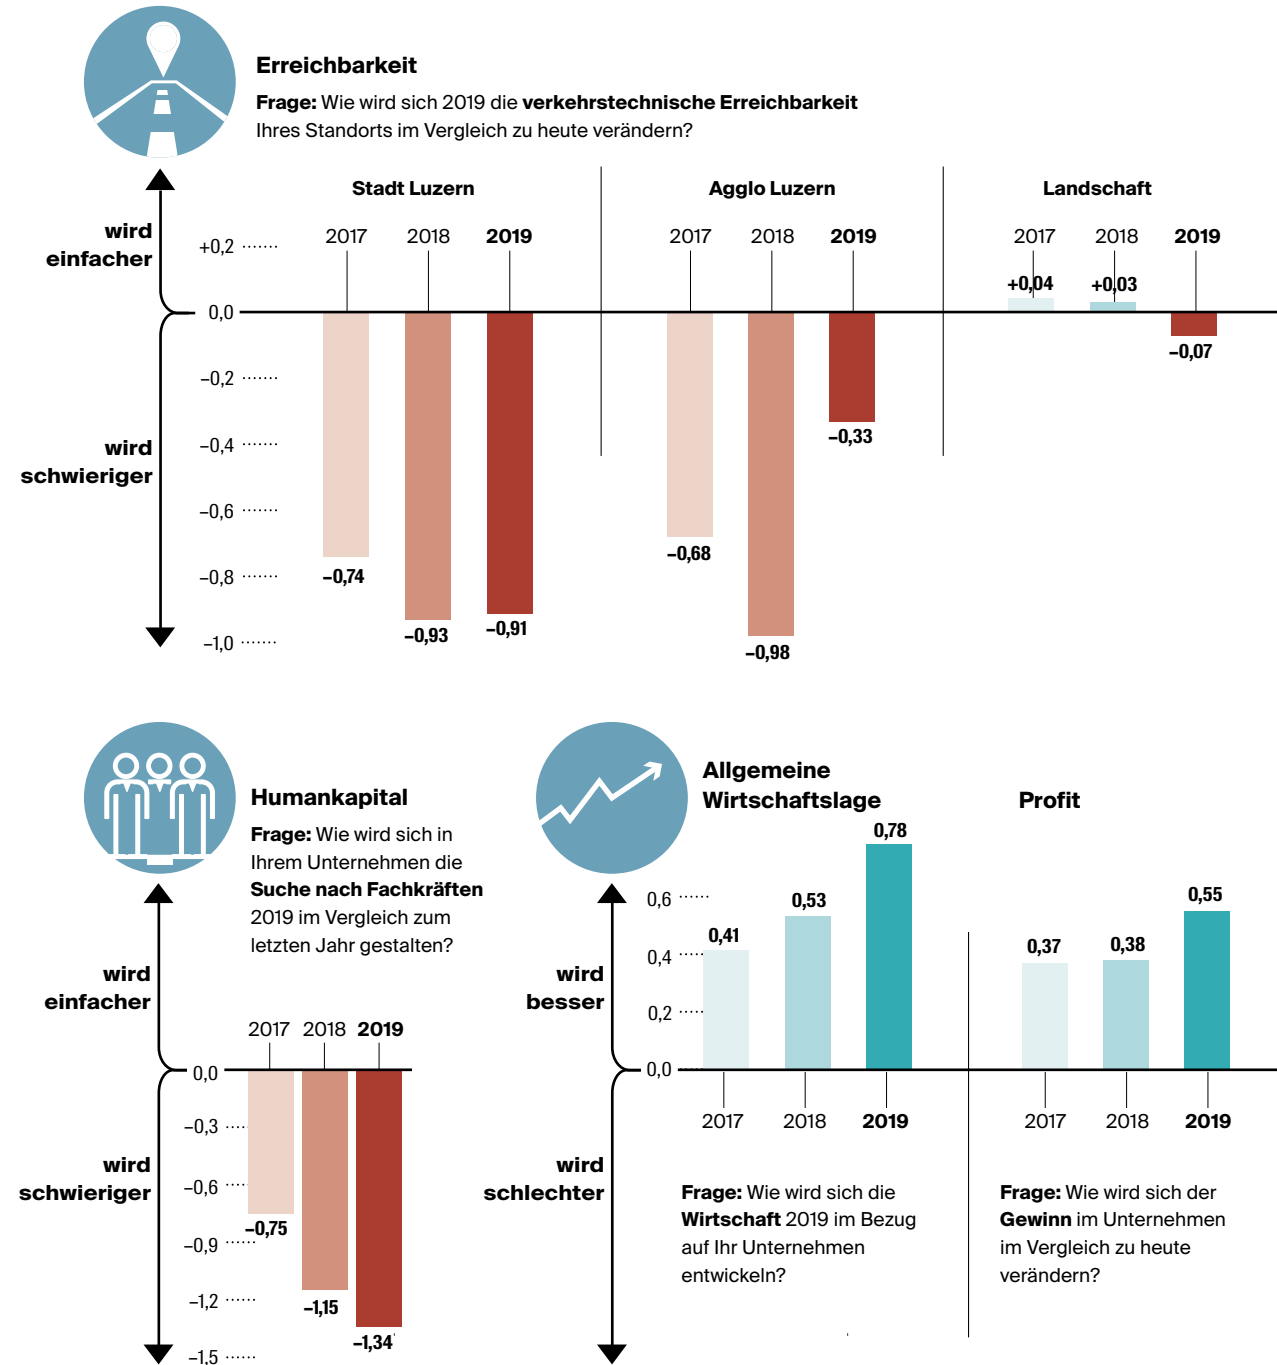 Erreichbarkeit
Frage: Wie wird sich 2019 die verkehrstechnische Erreichbarkeit
Ihres Standorts im Vergleich zu heute verändern?
Stadt Luzern
Agglo Luzern
Landschaft
wird
einfacher
wird
schwieriger
+0,2
0,0
–0,2
–0,4
–0,6
–0,8
–1,0
2017 2018 2019
–0,74
–0,93
–0,91
2017 2018 2019
–0,68
–0,98
–0,33
2017 2018 2019
+0,04
+0,03
–0,07
Humankapital
Frage: Wie wird sich in
Ihrem Unternehmen die
Suche nach Fachkräften
2019 im Vergleich zum
letzten Jahr gestalten?
wird
einfacher
wird
schwieriger
2017 2018 2019
0,0
–0,3
–0,6
–0,9
–1,2
–1,5
–0,75
–1,15
–1,34
Allgemeine
Wirtschaftslage
wird
besser
wird
schlechter
0,6
0,4
0,2
0,0
0,41
0,53
0,78
2017 2018 2019
Frage: Wie wird sich die
Wirtschaft 2019 im Bezug
auf Ihr Unternehmen
entwickeln?
Profit
0,37
0,38
0,55
2017 2018 2019
Frage: Wie wird sich der
Gewinn im Unternehmen
im Vergleich zu heute
verändern?